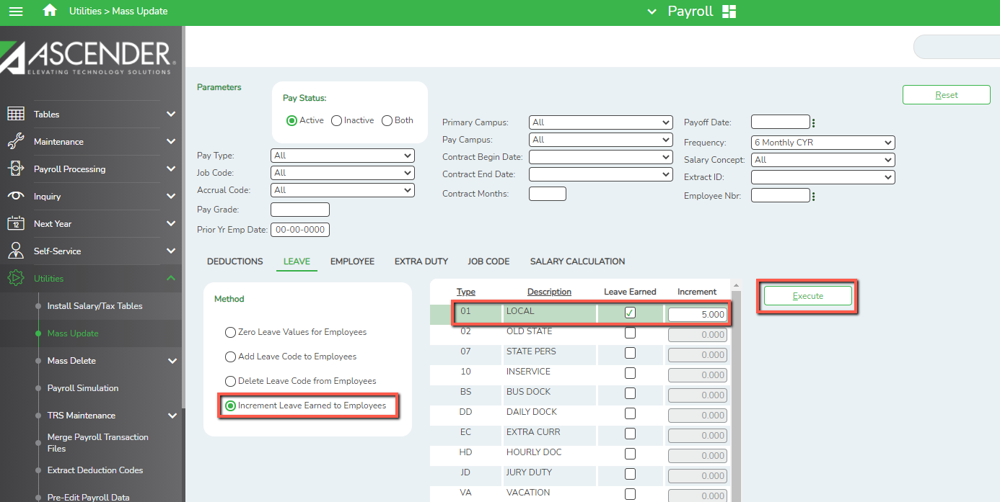 Utilities > Mass Update
Payroll
ASCENDER®
ELEVATING TECHNOLOGY SOLUTIONS
Tables
Maintenance
Payroll Processing
Inquiry
12
Next Year
Self-Service
Utilities
Install Salary/Tax Tables
Mass Update
Mass Delete
Payroll Simulation
TRS Maintenance
Merge Payroll Transaction
Files
Extract Deduction Codes
Pre-Edit Payroll Data
Parameters
Reset
Pay Status:
Active Inactive Both
Pay Type: All
Job Code: All
Accrual Code: All
Pay Grade:
Prior Yr Emp Date: 00-00-0000
Primary Campus: All
Pay Campus: All
Contract Begin Date:
Contract End Date:
Contract Months:
Payoff Date:
Frequency: 6 Monthly CYR
Salary Concept: All
Extract ID:
Employee Nbr:
DEDUCTIONS LEAVE EMPLOYEE EXTRA DUTY JOB CODE SALARY CALCULATION
Method
Zero Leave Values for Employees
Add Leave Code to Employees
Delete Leave Code from Employees
Increment Leave Earned to Employees
Type Description Leave Earned Increment
01 LOCAL 5.000
02 OLD STATE 0.000
07 STATE PERS 0.000
10 INSERVICE 0.000
BS BUS DOCK 0.000
DD DAILY DOCK 0.000
EC EXTRA CURR 0.000
HD HOURLY DOC 0.000
JD JURY DUTY 0.000
VA VACATION 0.000
Execute